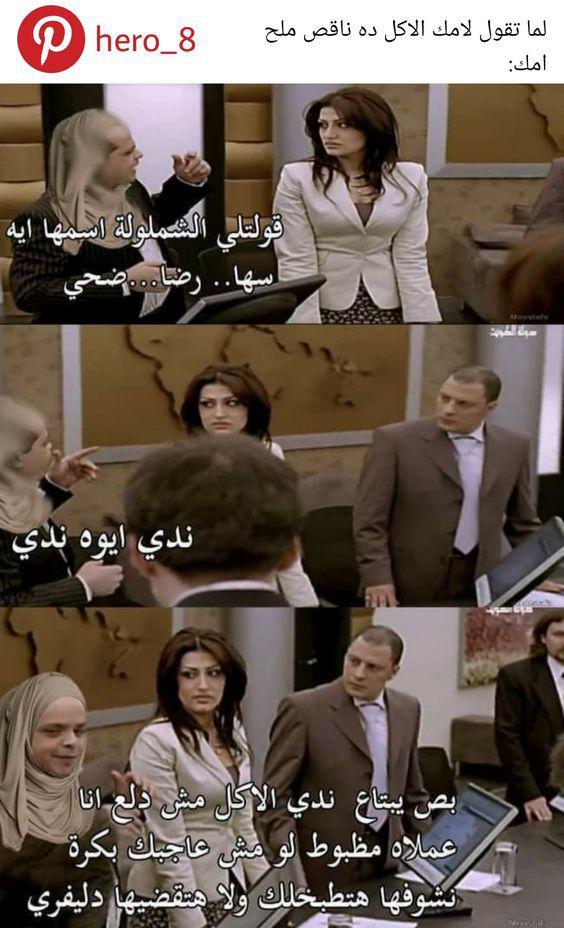 hero_8
لما تقول لامك الاكل ده ناقص ملح
امك:
قولتلي الشملولة اسمها ايه
سها.. رضا...ضحي
Moustafa
ندي ايوه ندي
بص يبتاع ندي الاكل مش دلع انا
عملاه مظبوط لو مش عاجبك بكرة
نشوفها هتطبخلك ولا هتقضيها دليفري